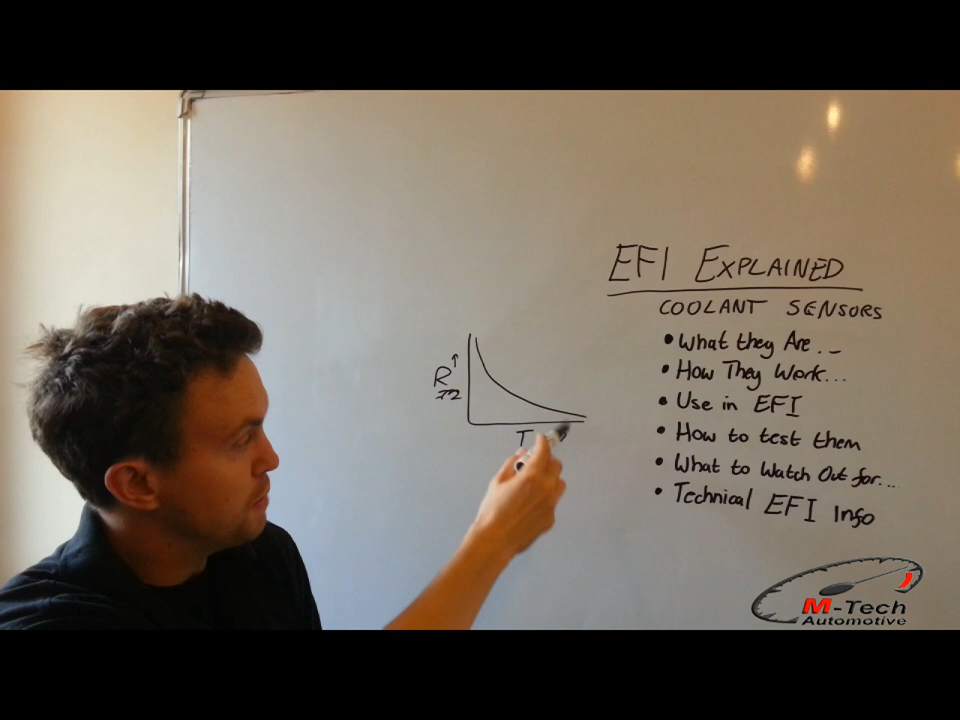 EFI EXPLAINED
COOLANT SENSORS
• What they Are...
• How They Work...
• Use in EFI
• How to test them
• What to Watch Out for...
• Technical EFI Info
R↑
Ω
T
M-Tech
Automotive